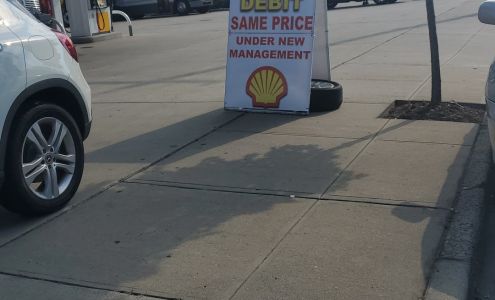 DEBIT
SAME PRICE
UNDER NEW
MANAGEMENT